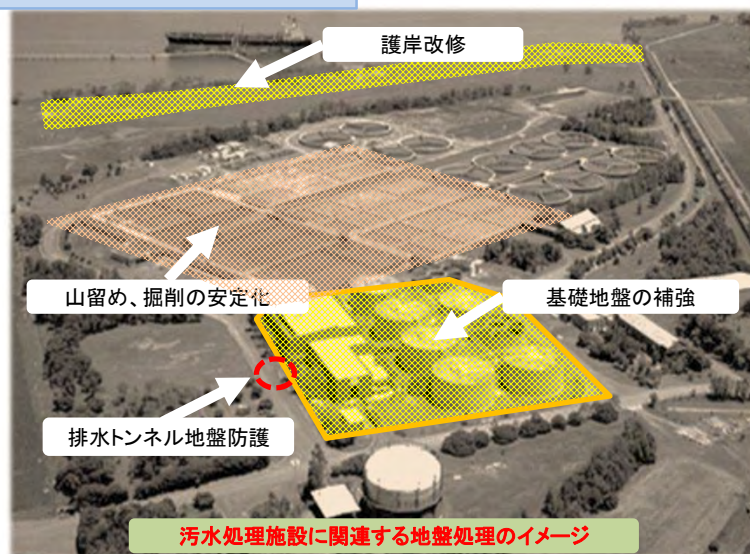 護岸改修
山留め、掘削の安定化
基礎地盤の補強
排水トンネル地盤防護
汚水処理施設に関連する地盤処理のイメージ